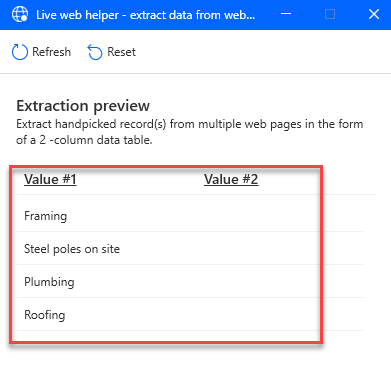 Live web helper - extract data from web...
Refresh Reset
Extraction preview
Extract handpicked record(s) from multiple web pages in the form
of a 2 -column data table.
Value #1 Value #2
Framing
Steel poles on site
Plumbing
Roofing